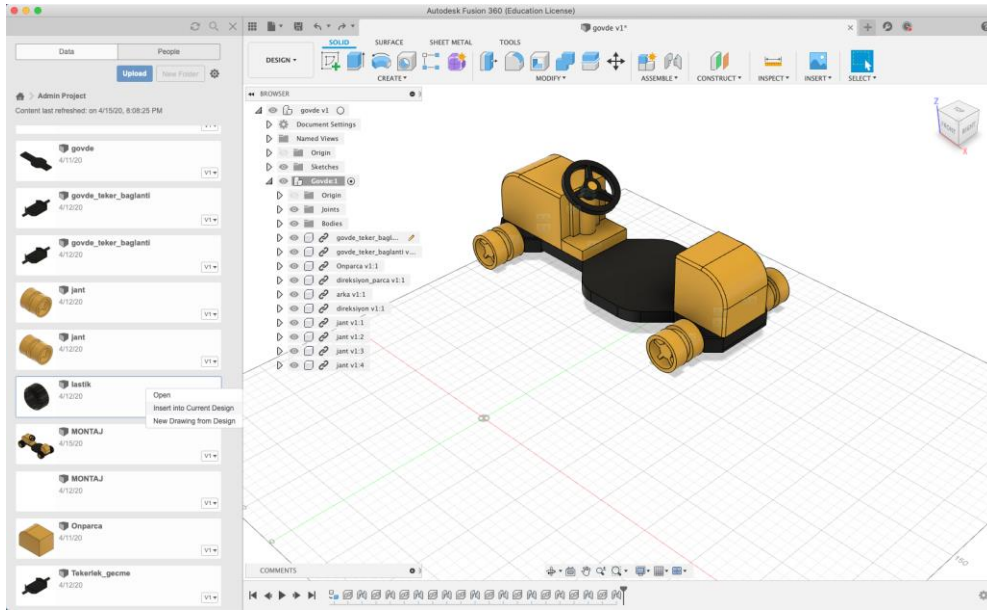 Autodesk Fusion 360 (Education License)
govde v1*
Data
People
Upload
New Folder
Admin Project
Content last refreshed: on 4/15/20, 8:08:25 PM
V1
govde
4/11/20
V1
govde_teker_baglanti
4/12/20
V1
govde_teker_baglanti
4/12/20
V1
jant
4/12/20
V1
jant
4/12/20
V1
lastik
4/12/20
Open
Insert into Current Design
New Drawing from Design
MONTAJ
4/15/20
V1
MONTAJ
4/12/20
V1
Onparca
4/11/20
V1
Tekerlek_gecme
4/12/20
V1
DESIGN
SOLID
SURFACE
SHEET METAL
TOOLS
CREATE
MODIFY
ASSEMBLE
CONSTRUCT
INSPECT
INSERT
SELECT
BROWSER
govde v1
Document Settings
Named Views
Origin
Sketches
Govde:1
Origin
Joints
Bodies
govde_teker_bagl...
govde_teker_baglanti v...
Onparca v1:1
direksiyon_parca v1:1
arka v1:1
direksiyon v1:1
jant v1:1
jant v1:2
jant v1:3
jant v1:4
Z
TOP
FRONT
RIGHT
X
150
COMMENTS